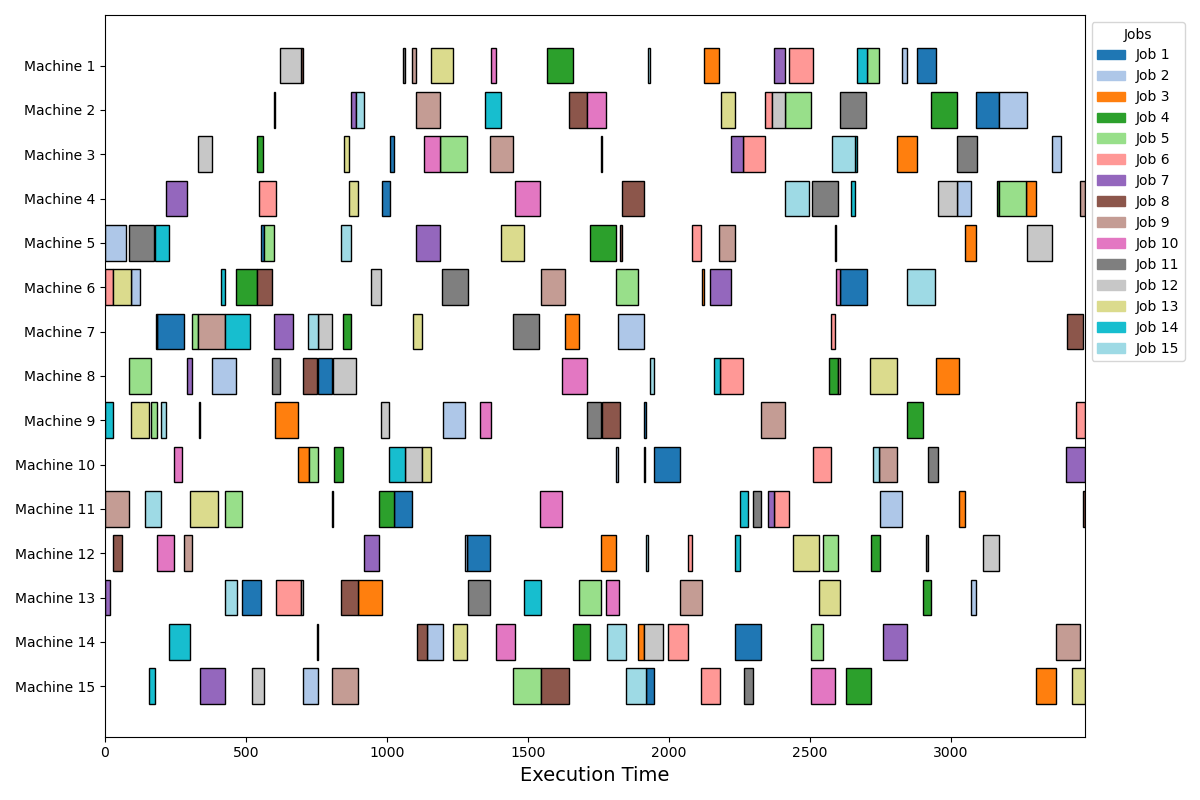 Machine 1
Machine 2
Machine 3
Machine 4
Machine 5
Machine 6
Machine 7
Machine 8
Machine 9
Machine 10
Machine 11
Machine 12
Machine 13
Machine 14
Machine 15
0 500 1000 1500 2000 2500 3000
Execution Time
Jobs
Job 1
Job 2
Job 3
Job 4
Job 5
Job 6
Job 7
Job 8
Job 9
Job 10
Job 11
Job 12
Job 13
Job 14
Job 15